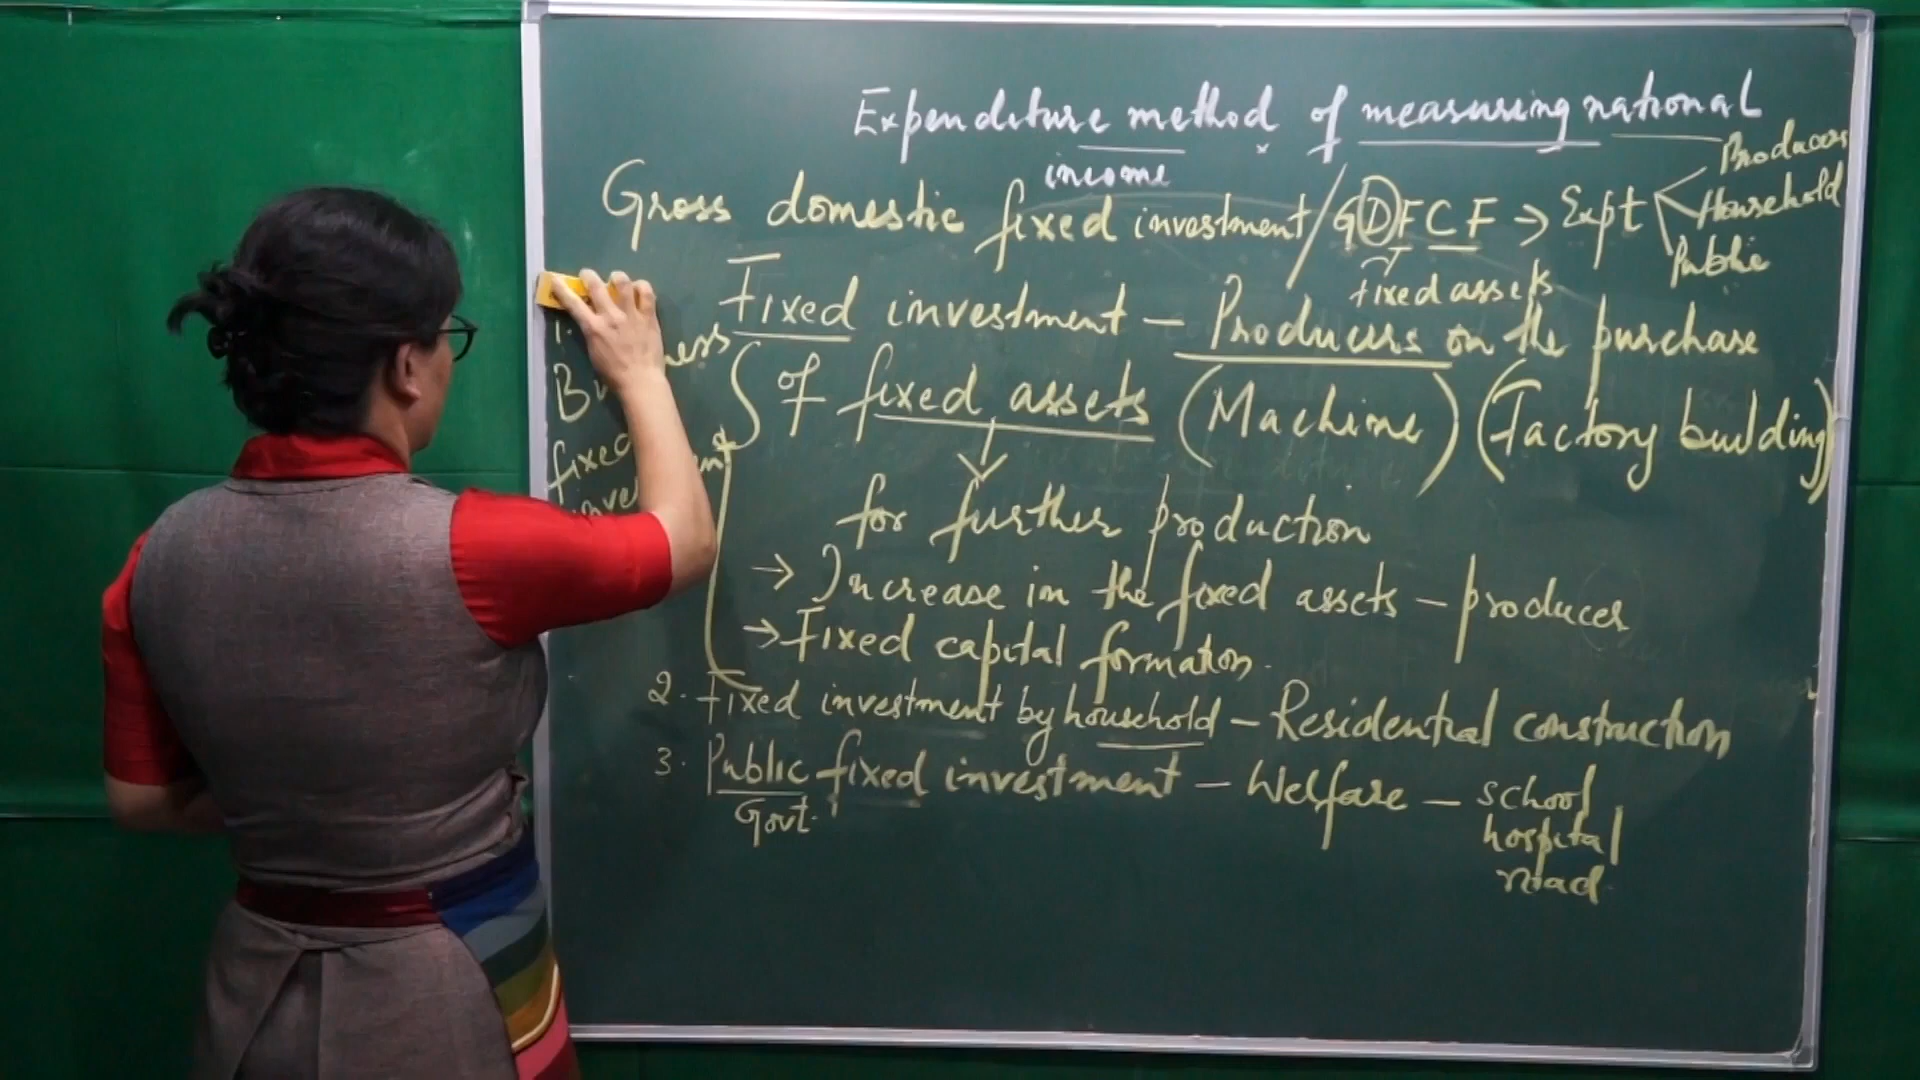 Expenditure method of measuring national
income
Gross domestic fixed investment / GDFCF → Expt
Producers
Household
Public
Fixed assets
1.
fixed
Fixed investment – Producers on the purchase
of fixed assets (Machine) (Factory building)
for further production
→ Increase in the fixed assets – producer
→ Fixed capital formation.
2. Fixed investment by household – Residential construction
3. Public fixed investment – Welfare – school
Govt.
hospital
road